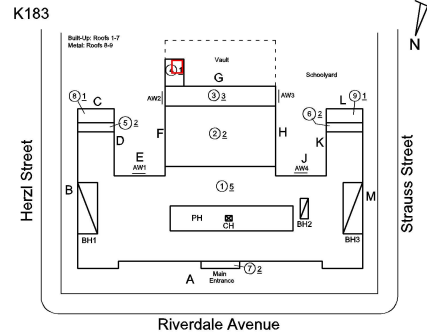 K183
Built-Up: Roofs 1-7
Metal: Roofs 8-9
N
Vault
Schoolyard
4 1
G
AW2
3 3
AW3
8 1
C
L
9 1
5 2
6 2
D
F
2 2
H
K
E
AW1
J
AW4
Herzl Street
B
1 5
M
Strauss Street
PH
CH
BH1
BH2
BH3
7 2
A
Main
Entrance
Riverdale Avenue